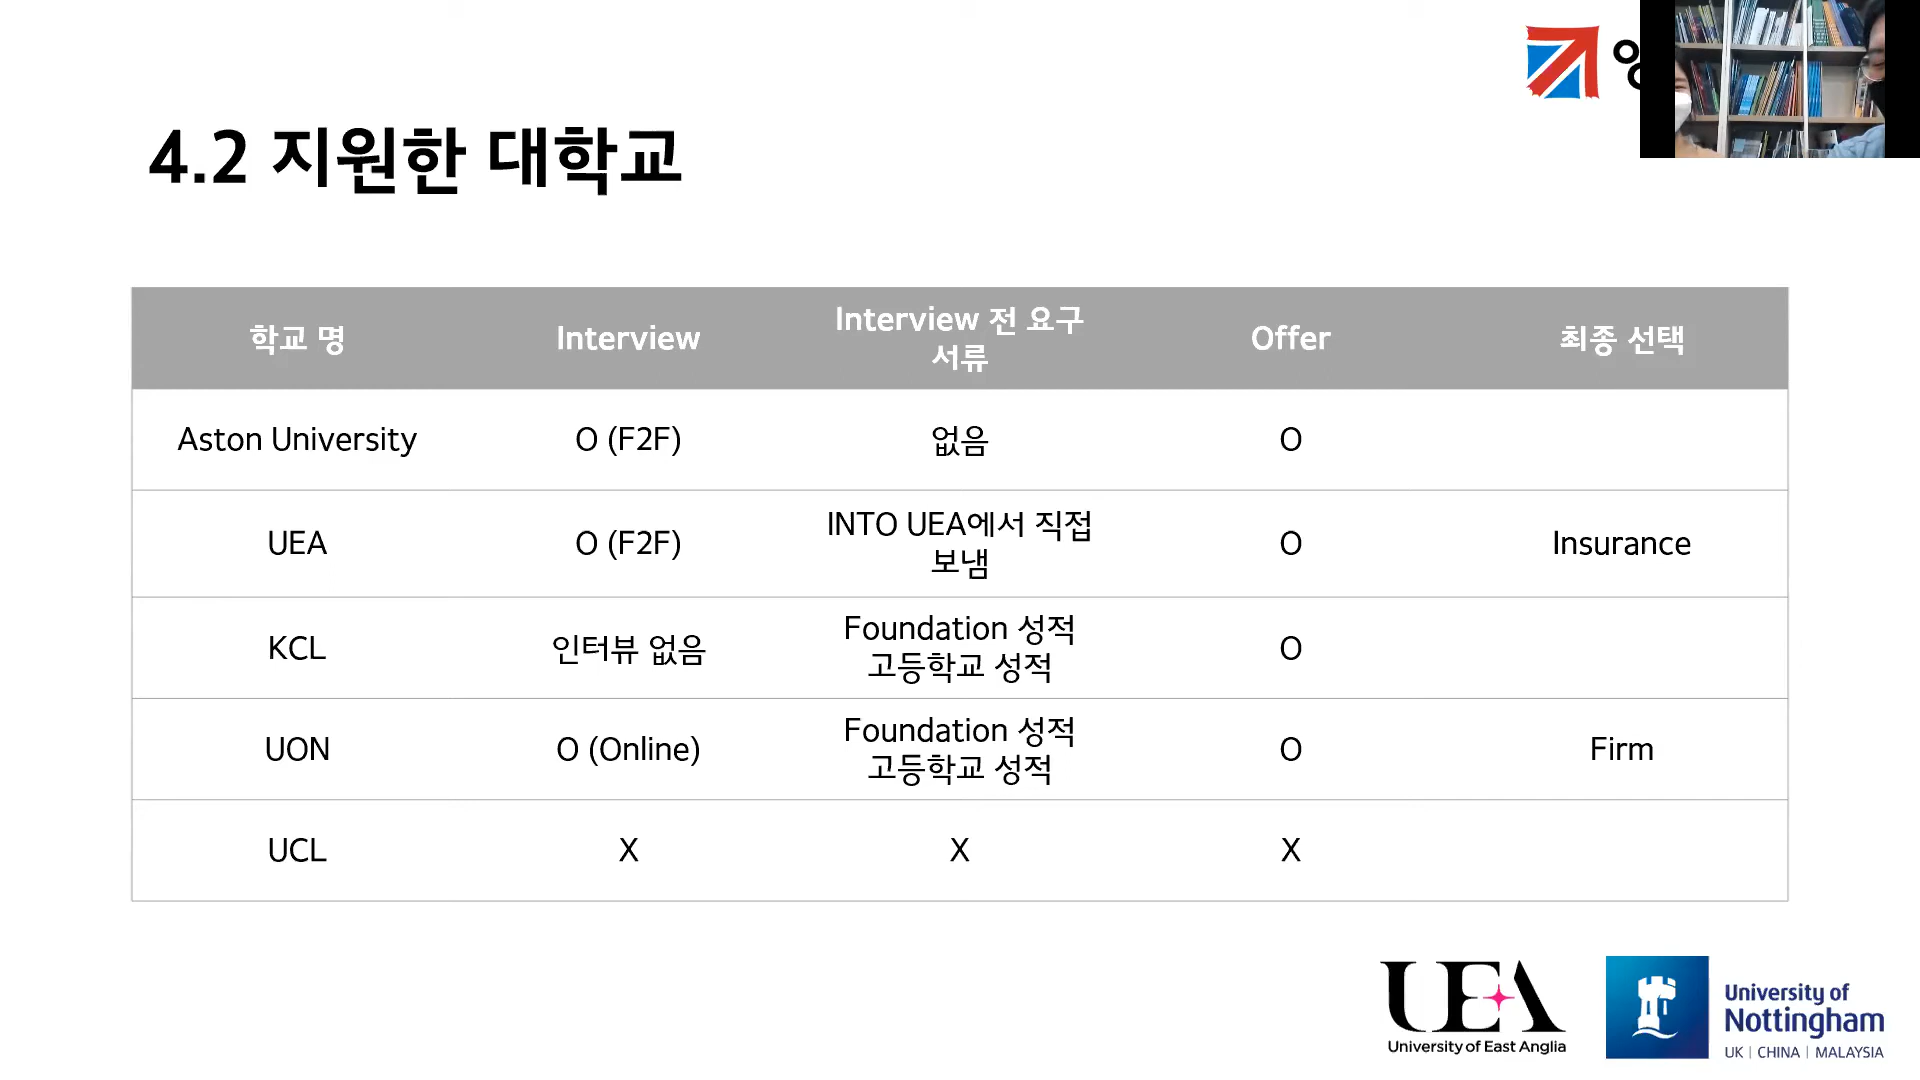 4.2 지원한 대학교
학교 명 Interview Interview 전 요구 서류 Offer 최종 선택
Aston University O (F2F) 없음 O
UEA O (F2F) INTO UEA에서 직접 보냄 O Insurance
KCL 인터뷰 없음 Foundation 성적 고등학교 성적 O
UON O (Online) Foundation 성적 고등학교 성적 O Firm
UCL X X X
UEA
University of East Anglia
University of
Nottingham
UK | CHINA | MALAYSIA